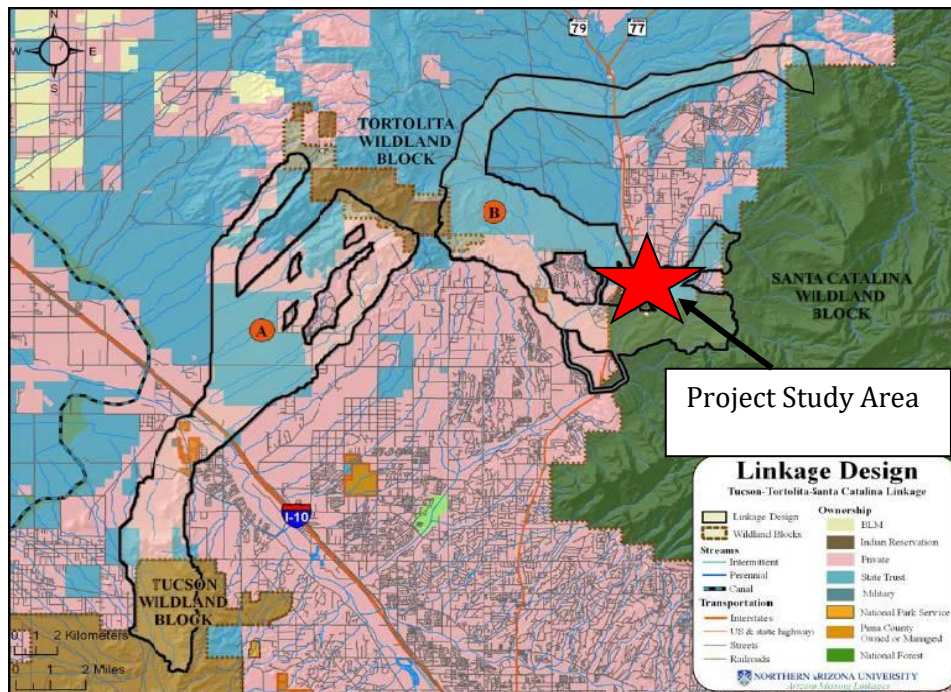 N
W
E
S
79
77
TORTOLITA
WILDLAND
BLOCK
B
SANTA CATALINA
WILDLAND
BLOCK
A
Project Study Area
I-10
TUCSON
WILDLAND
BLOCK
0 1 2 Kilometers
0 1 2 Miles
Linkage Design
Tucson-Tortolita-Santa Catalina Linkage
Linkage Design
Wildland Blocks
Streams
Intermittent
Perennial
Canal
Transportation
Interstates
US & state highways
Streets
Railroads
Ownership
BLM
Indian Reservation
Private
State Trust
Military
National Park Service
Pima County
Owned or Managed
National Forest
NORTHERN ARIZONA UNIVERSITY
Arizona Missing Linkages